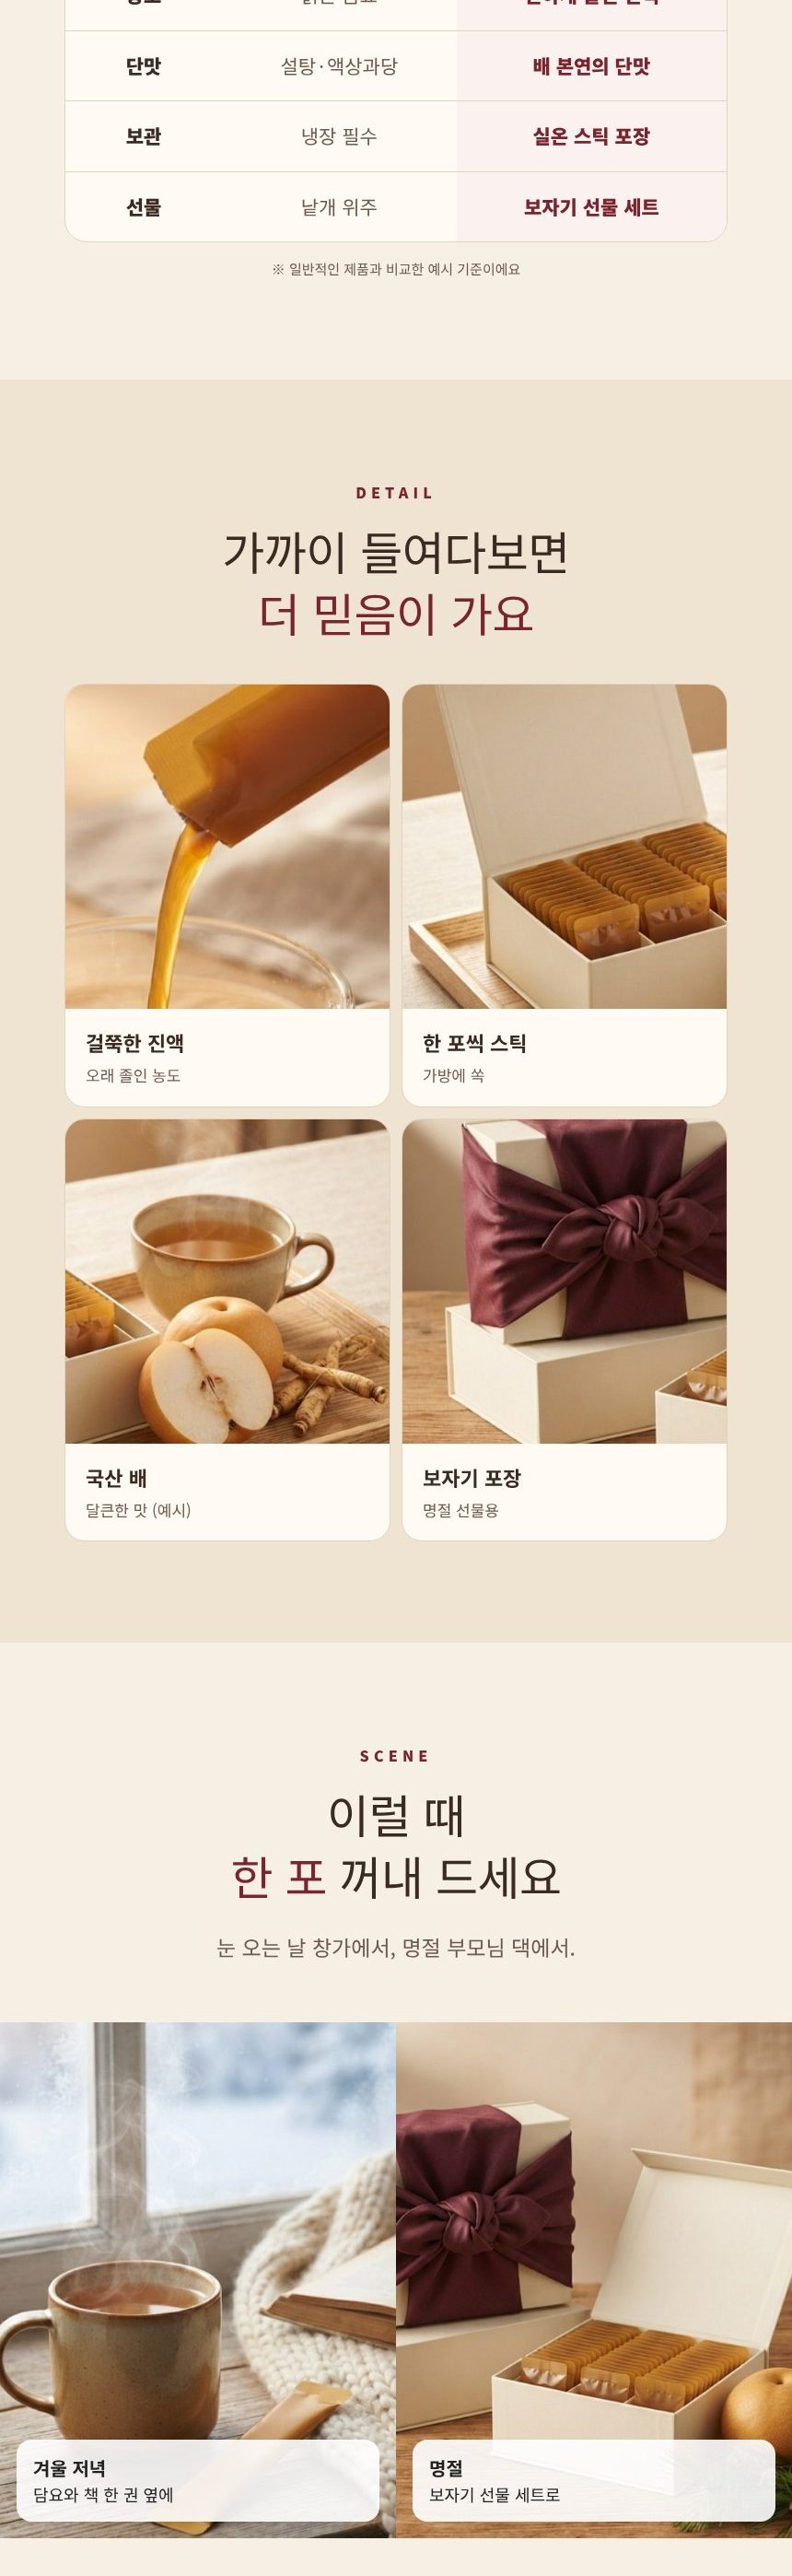 단맛 설탕·액상과당 배 본연의 단맛
보관 냉장 필수 실온 스틱 포장
선물 낱개 위주 보자기 선물 세트
※ 일반적인 제품과 비교한 예시 기준이에요
DETAIL
가까이 들여다보면
더 믿음이 가요
걸쭉한 진액
오래 졸인 농도
한 포씩 스틱
가방에 쏙
국산 배
달큰한 맛 (예시)
보자기 포장
명절 선물용
SCENE
이럴 때
한 포 꺼내 드세요
눈 오는 날 창가에서, 명절 부모님 댁에서.
겨울 저녁
담요와 책 한 권 옆에
명절
보자기 선물 세트로